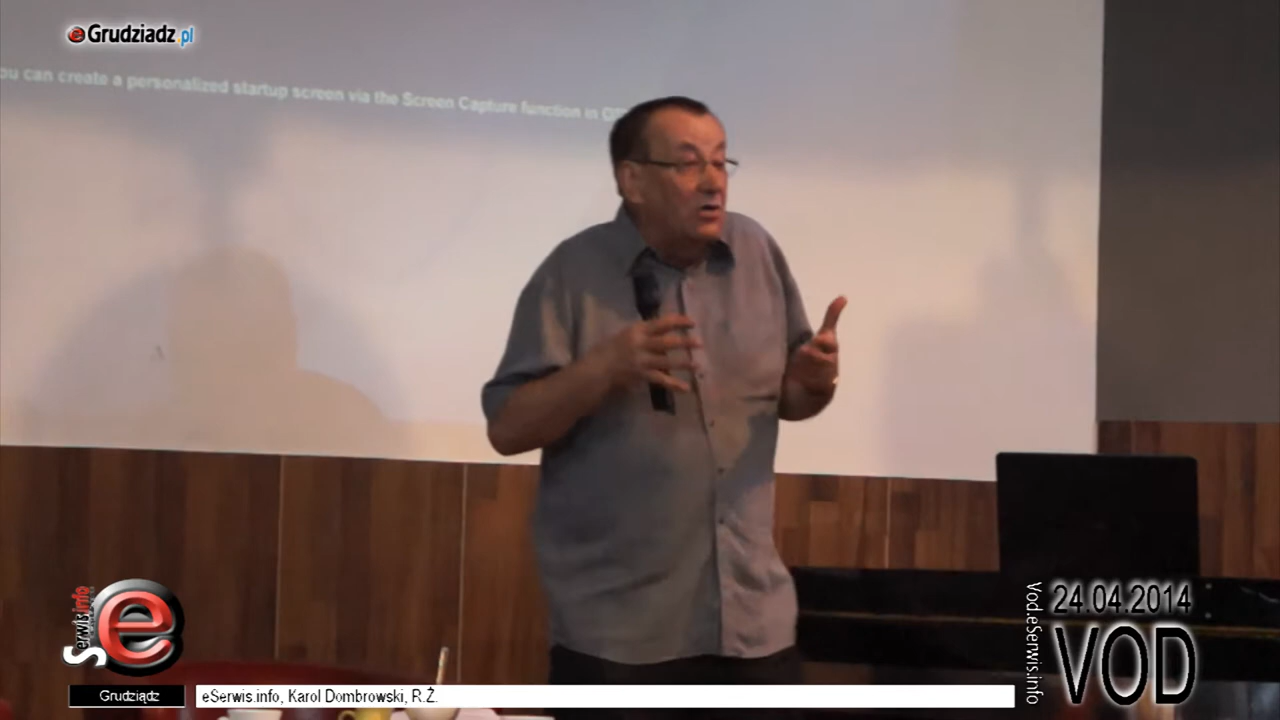 eGrudziadz.pl
ou can create a personalized startup screen via the Screen Capture function in O
eSerwis.info
e
24.04.2014
Vod.eSerwis.info
VOD
Grudziądz
eSerwis.info, Karol Dombrowski, R.Ż.